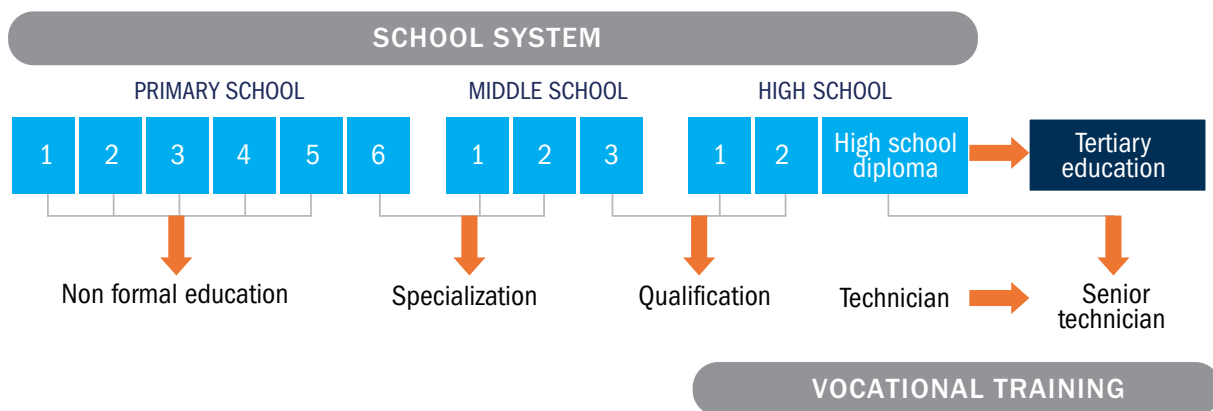 SCHOOL SYSTEM
PRIMARY SCHOOL
MIDDLE SCHOOL
HIGH SCHOOL
1 2 3 4 5 6
1 2 3
1 2
High school
diploma
Tertiary
education
Non formal education
Specialization
Qualification
Technician
Senior
technician
VOCATIONAL TRAINING